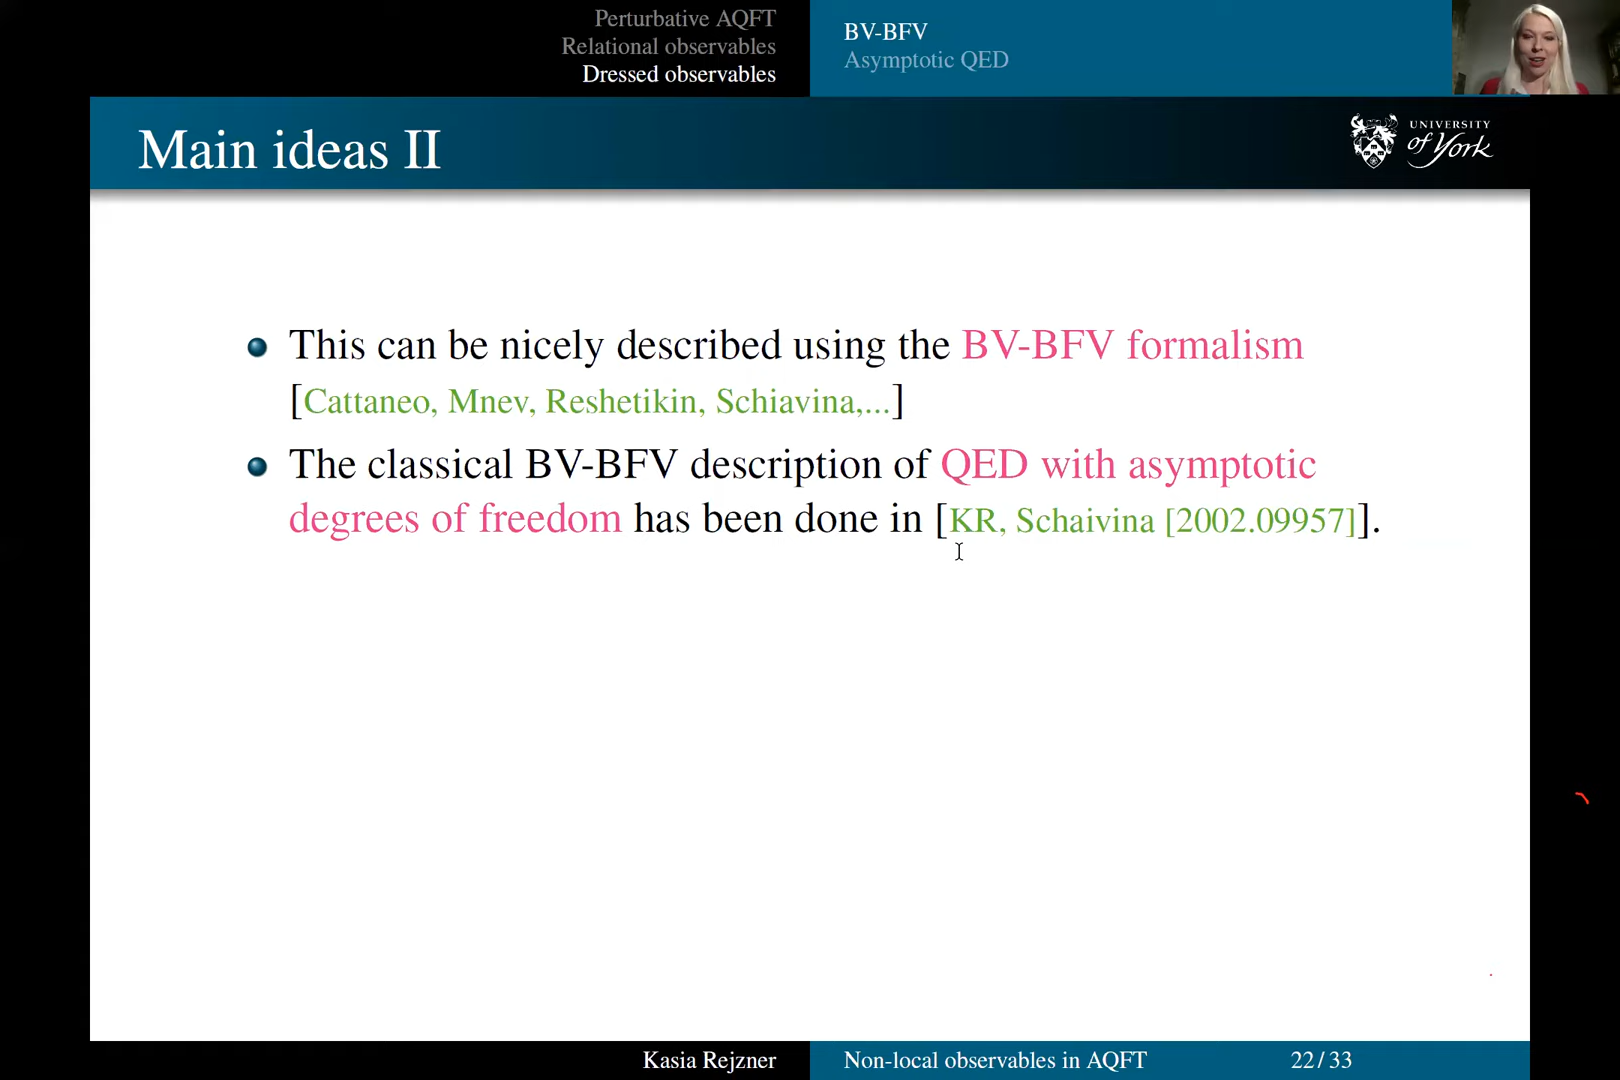 Perturbative AQFT
Relational observables
Dressed observables
BV-BFV
Asymptotic QED
Main ideas II
UNIVERSITY
of York
This can be nicely described using the BV-BFV formalism
[Cattaneo, Mnev, Reshetikin, Schiavina,...]
The classical BV-BFV description of QED with asymptotic
degrees of freedom has been done in [KR, Schaivina [2002.09957]].
Kasia Rejzner
Non-local observables in AQFT
22/33